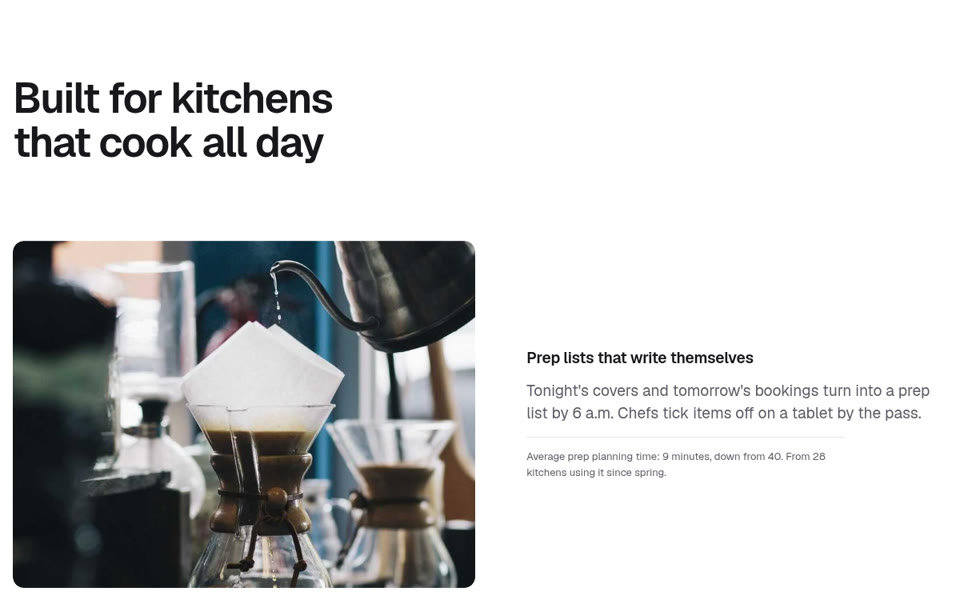 Built for kitchens
that cook all day
Prep lists that write themselves
Tonight's covers and tomorrow's bookings turn into a prep
list by 6 a.m. Chefs tick items off on a tablet by the pass.
Average prep planning time: 9 minutes, down from 40. From 28
kitchens using it since spring.